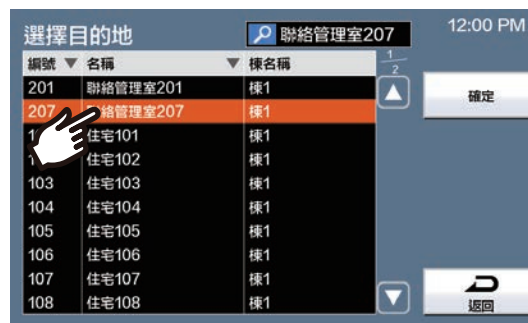 選擇目的地
聯絡管理室207
12:00 PM
編號 ▼ 名稱 ▼ 棟名稱
1/2
201 聯絡管理室201 棟1
207 絡管理室207 棟1
住宅101 棟1
住宅102 棟1
103 住宅103 棟1
104 住宅104 棟1
105 住宅105 棟1
106 住宅106 棟1
107 住宅107 棟1
108 住宅108 棟1
確定
返回